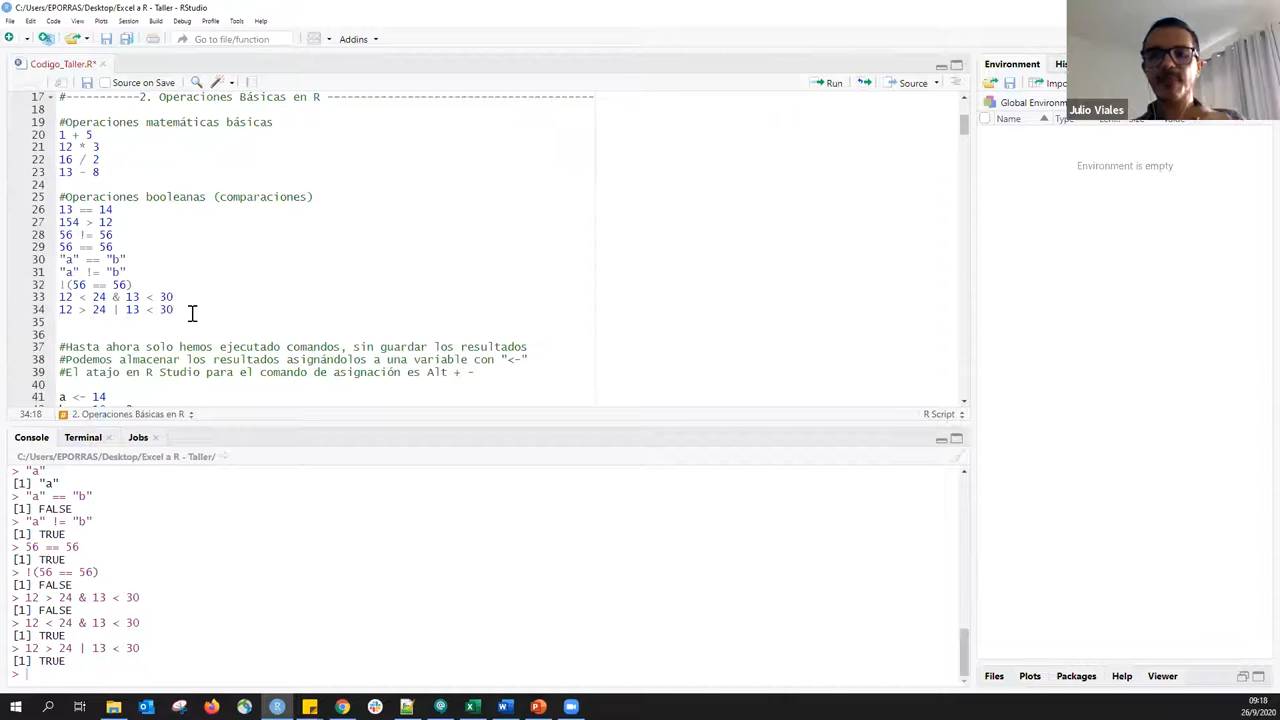 C:/Users/EPORRAS/Desktop/Excel a R - Taller - RStudio
File Edit Code View Plots Session Build Debug Profile Tools Help
Go to file/function Addins
Codigo_Taller.R*
Source on Save Run Source
17 #-----------2. Operaciones Básicas en R ----------------------------------------
18
19 #Operaciones matemáticas básicas
20 1 + 5
21 12 * 3
22 16 / 2
23 13 - 8
24
25 #Operaciones booleanas (comparaciones)
26 13 == 14
27 154 > 12
28 56 != 56
29 56 == 56
30 "a" == "b"
31 "a" != "b"
32 !(56 == 56)
33 12 < 24 & 13 < 30
34 12 > 24 | 13 < 30
35
36
37 #Hasta ahora solo hemos ejecutado comandos, sin guardar los resultados
38 #Podemos almacenar los resultados asignándolos a una variable con "<-"
39 #El atajo en R Studio para el comando de asignación es Alt + -
40
41 a <- 14
34:18 2. Operaciones Básicas en R R Script
Console Terminal Jobs
C:/Users/EPORRAS/Desktop/Excel a R - Taller/
> "a"
[1] "a"
> "a" == "b"
[1] FALSE
> "a" != "b"
[1] TRUE
> 56 == 56
[1] TRUE
> !(56 == 56)
[1] FALSE
> 12 > 24 & 13 < 30
[1] FALSE
> 12 < 24 & 13 < 30
[1] TRUE
> 12 > 24 | 13 < 30
[1] TRUE
>
Environment
Global
Name Type
Environment is empty
Julio Viales
Files Plots Packages Help Viewer
09:18
26/9/2020